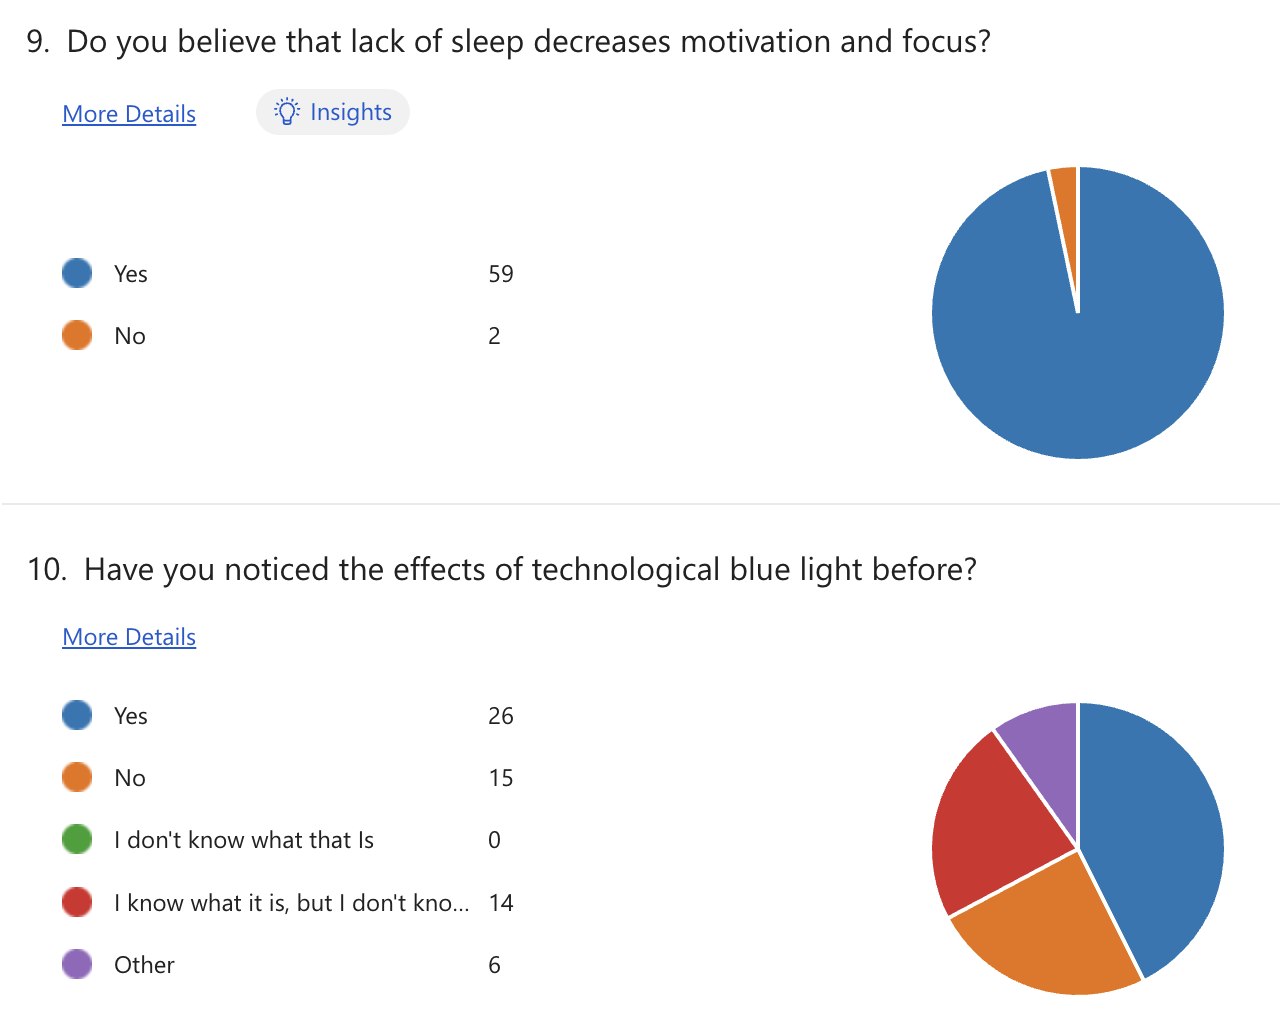 9. Do you believe that lack of sleep decreases motivation and focus?
More Details
Insights
Yes 59
No 2
10. Have you noticed the effects of technological blue light before?
More Details
Yes 26
No 15
I don't know what that Is 0
I know what it is, but I don't kno... 14
Other 6